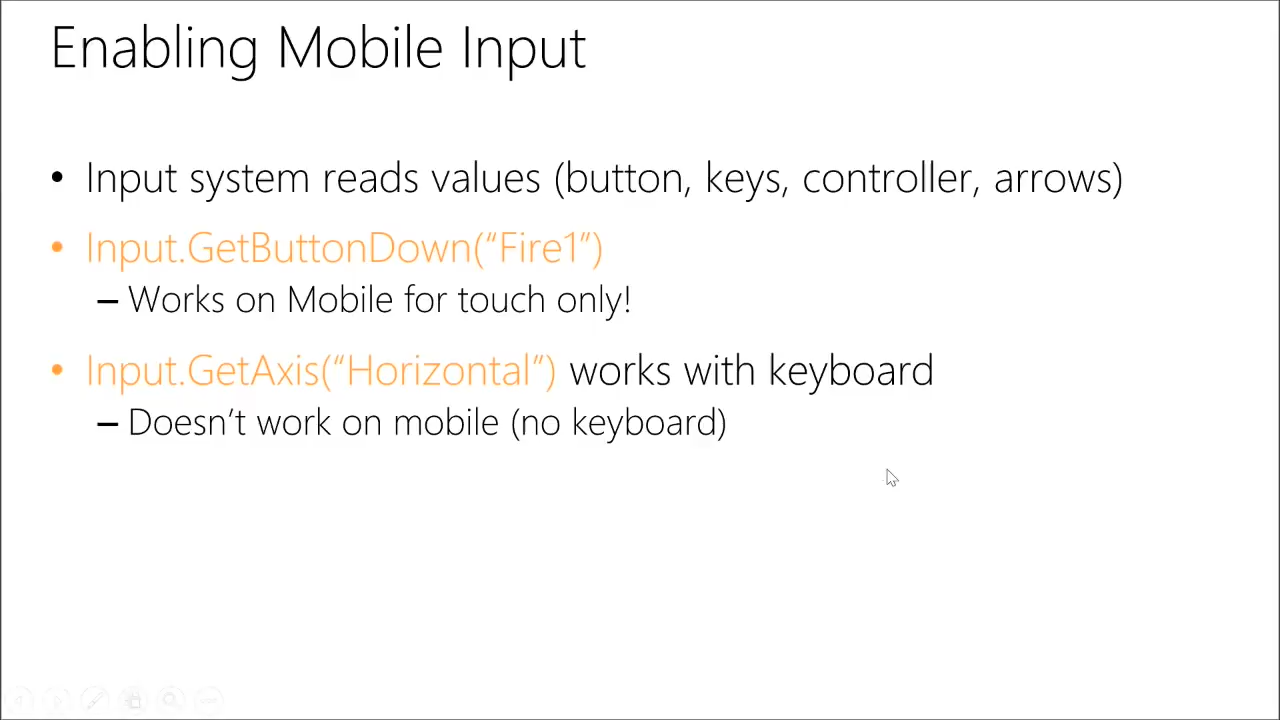 Enabling Mobile Input
• Input system reads values (button, keys, controller, arrows)
• Input.GetButtonDown(“Fire1”)
– Works on Mobile for touch only!
• Input.GetAxis(“Horizontal”) works with keyboard
– Doesn’t work on mobile (no keyboard)